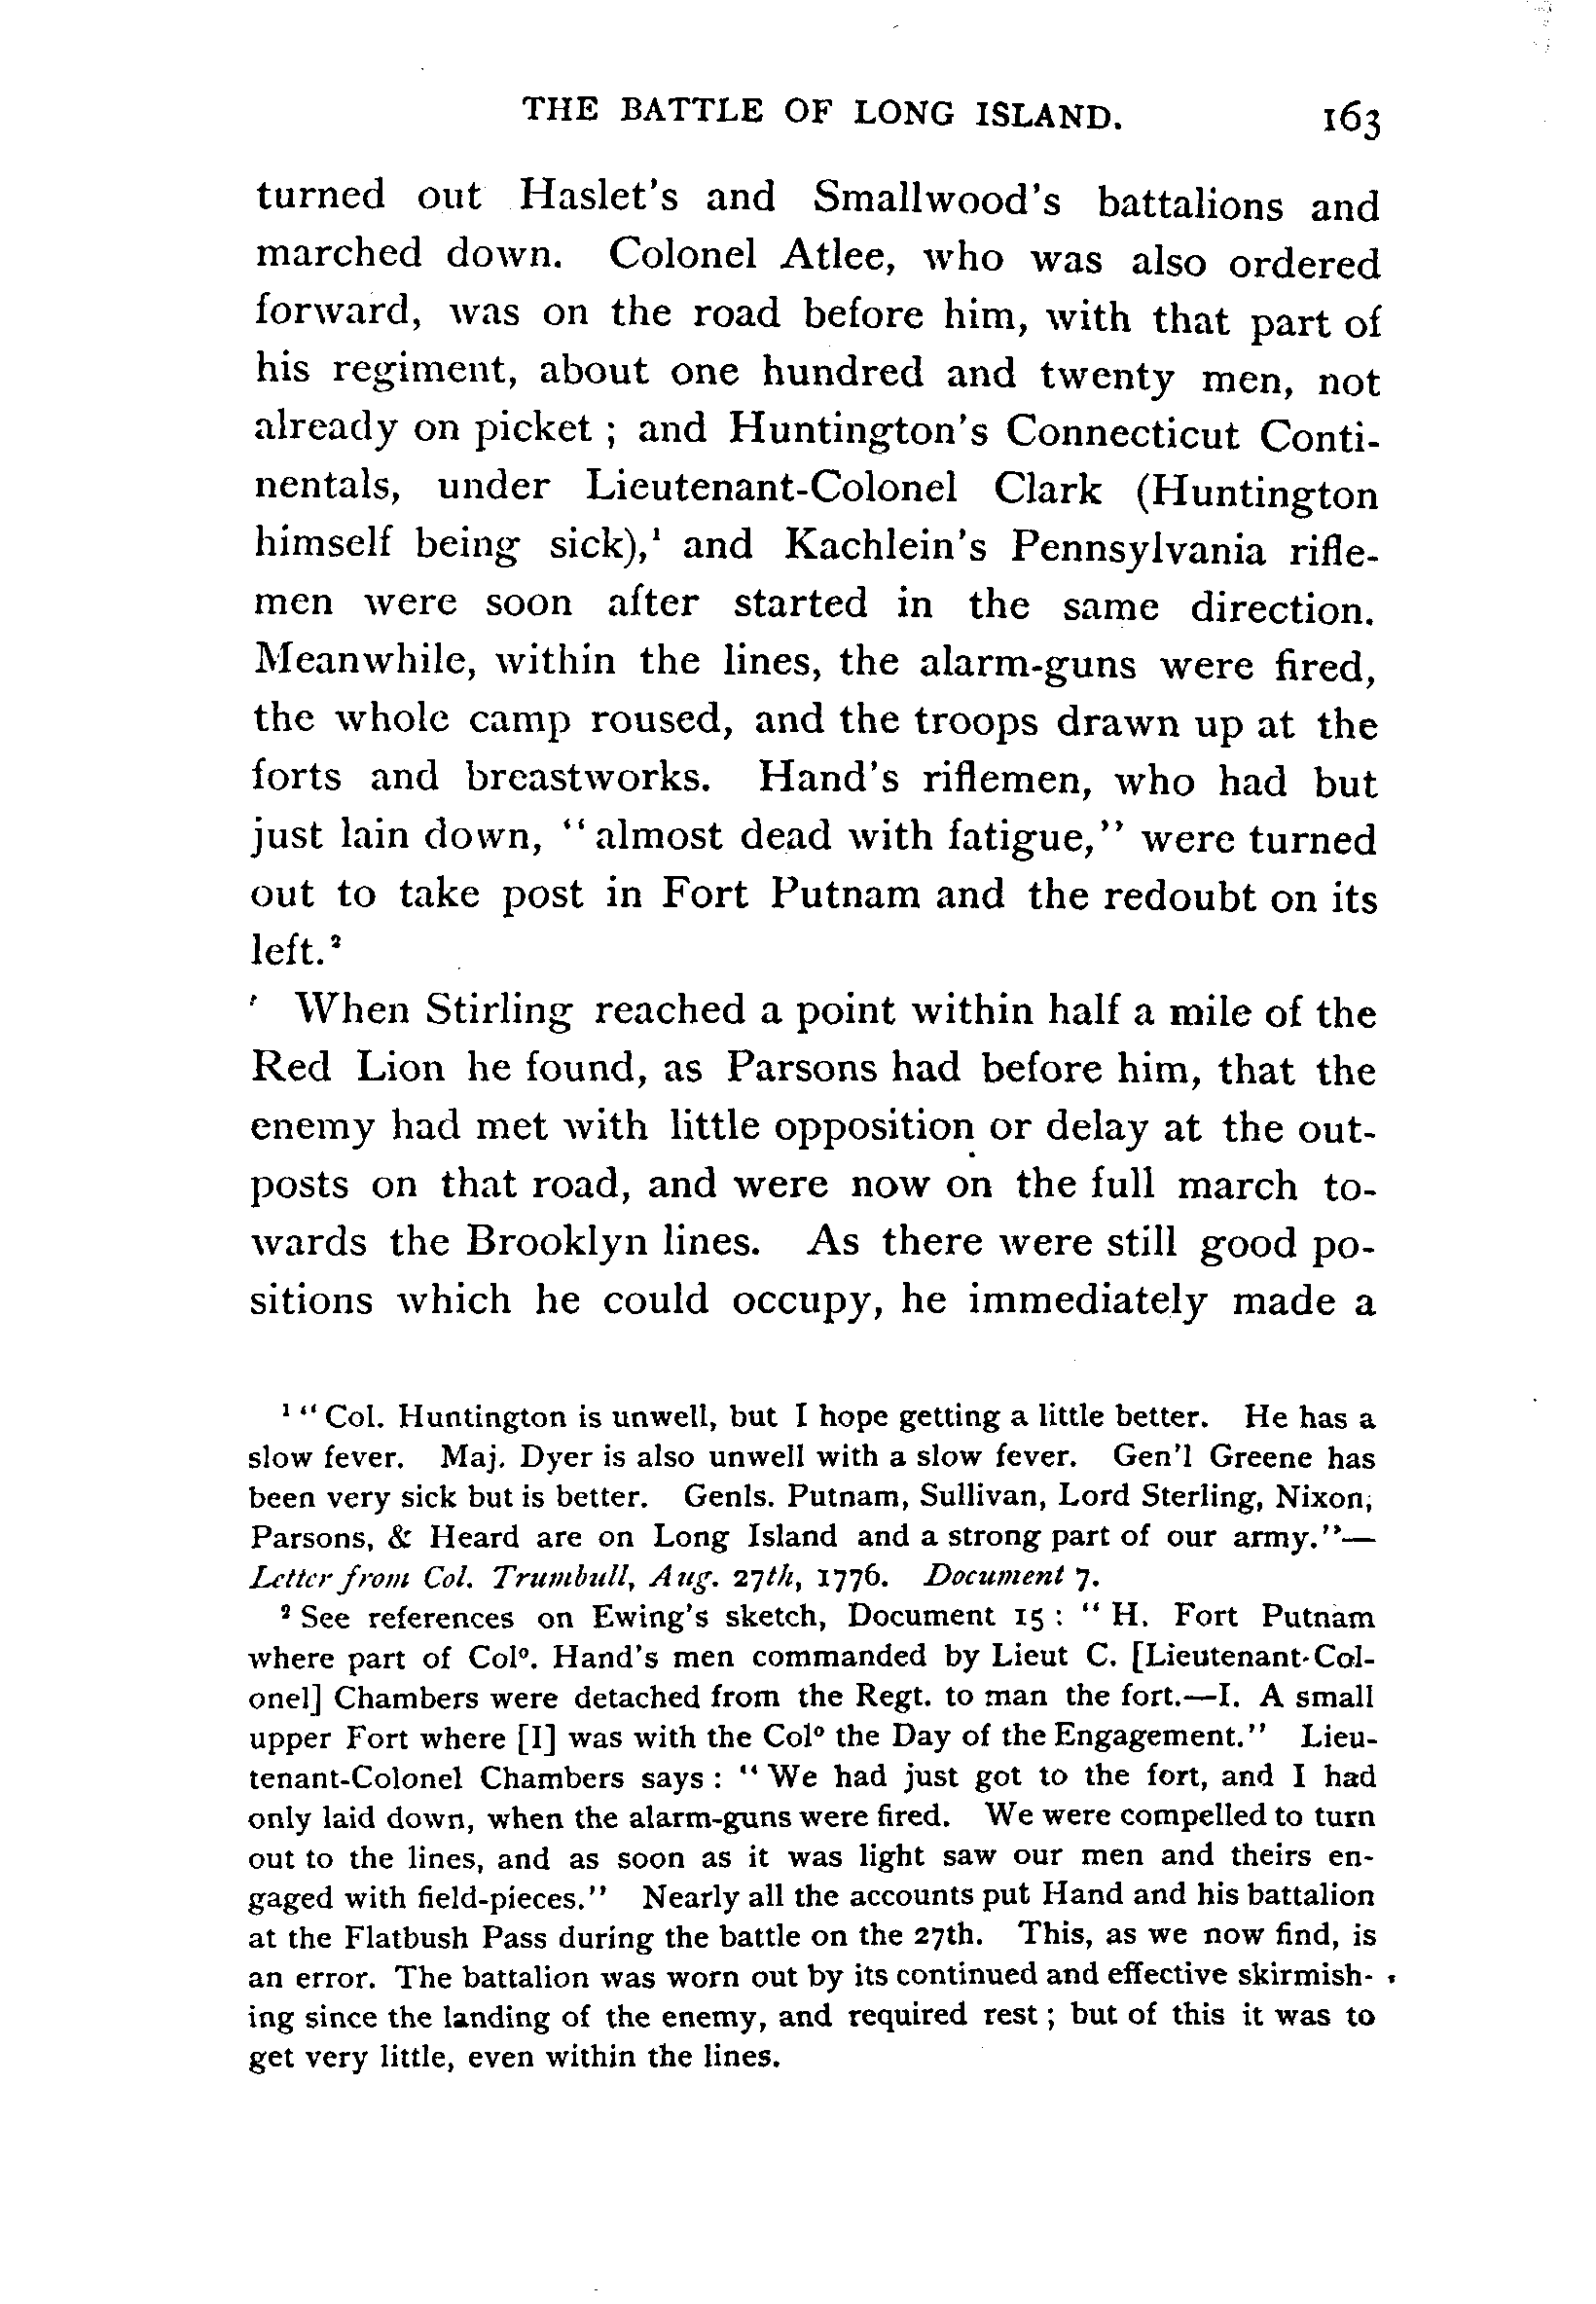 THE BATTLE OF LONG ISLAND. 163
turned out Haslet's and Smallwood's battalions and
marched down. Colonel Atlee, who was also ordered
forward, was on the road before him, with that part of
his regiment, about one hundred and twenty men, not
already on picket ; and Huntington's Connecticut Conti-
nentals, under Lieutenant-Colonel Clark (Huntington
himself being sick),¹ and Kachlein's Pennsylvania rifle-
men were soon after started in the same direction.
Meanwhile, within the lines, the alarm-guns were fired,
the whole camp roused, and the troops drawn up at the
forts and breastworks. Hand's riflemen, who had but
just lain down, "almost dead with fatigue," were turned
out to take post in Fort Putnam and the redoubt on its
left.²
When Stirling reached a point within half a mile of the
Red Lion he found, as Parsons had before him, that the
enemy had met with little opposition or delay at the out-
posts on that road, and were now on the full march to-
wards the Brooklyn lines. As there were still good po-
sitions which he could occupy, he immediately made a
¹ "Col. Huntington is unwell, but I hope getting a little better. He has a
slow fever. Maj. Dyer is also unwell with a slow fever. Gen'l Greene has
been very sick but is better. Genls. Putnam, Sullivan, Lord Sterling, Nixon,
Parsons, & Heard are on Long Island and a strong part of our army."—
Letter from Col. Trumbull, Aug. 27th, 1776. Document 7.
² See references on Ewing's sketch, Document 15 : "H. Fort Putnam
where part of Colº. Hand's men commanded by Lieut C. [Lieutenant-Col-
onel] Chambers were detached from the Regt. to man the fort.—I. A small
upper Fort where [I] was with the Colº the Day of the Engagement." Lieu-
tenant-Colonel Chambers says : "We had just got to the fort, and I had
only laid down, when the alarm-guns were fired. We were compelled to turn
out to the lines, and as soon as it was light saw our men and theirs en-
gaged with field-pieces." Nearly all the accounts put Hand and his battalion
at the Flatbush Pass during the battle on the 27th. This, as we now find, is
an error. The battalion was worn out by its continued and effective skirmish-
ing since the landing of the enemy, and required rest ; but of this it was to
get very little, even within the lines.